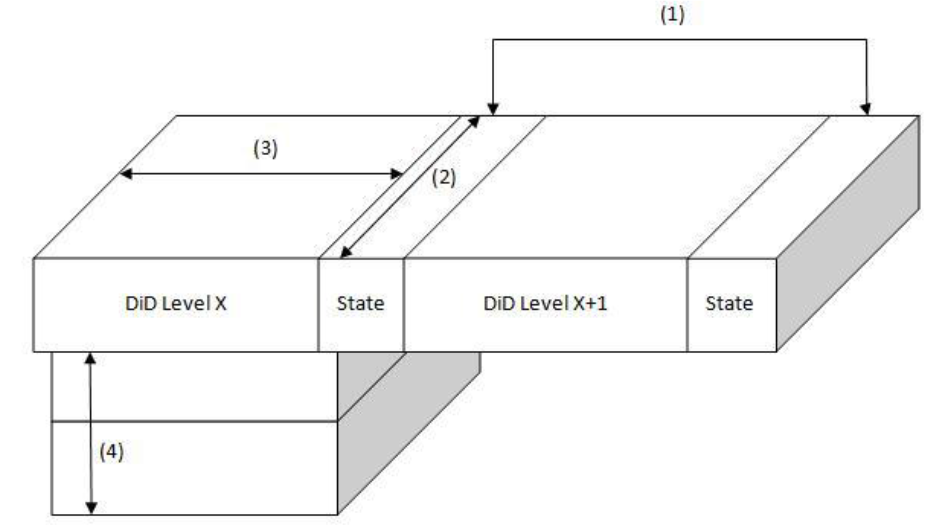 (1)
(3)
(2)
DiD Level X
State
DiD Level X+1
State
(4)